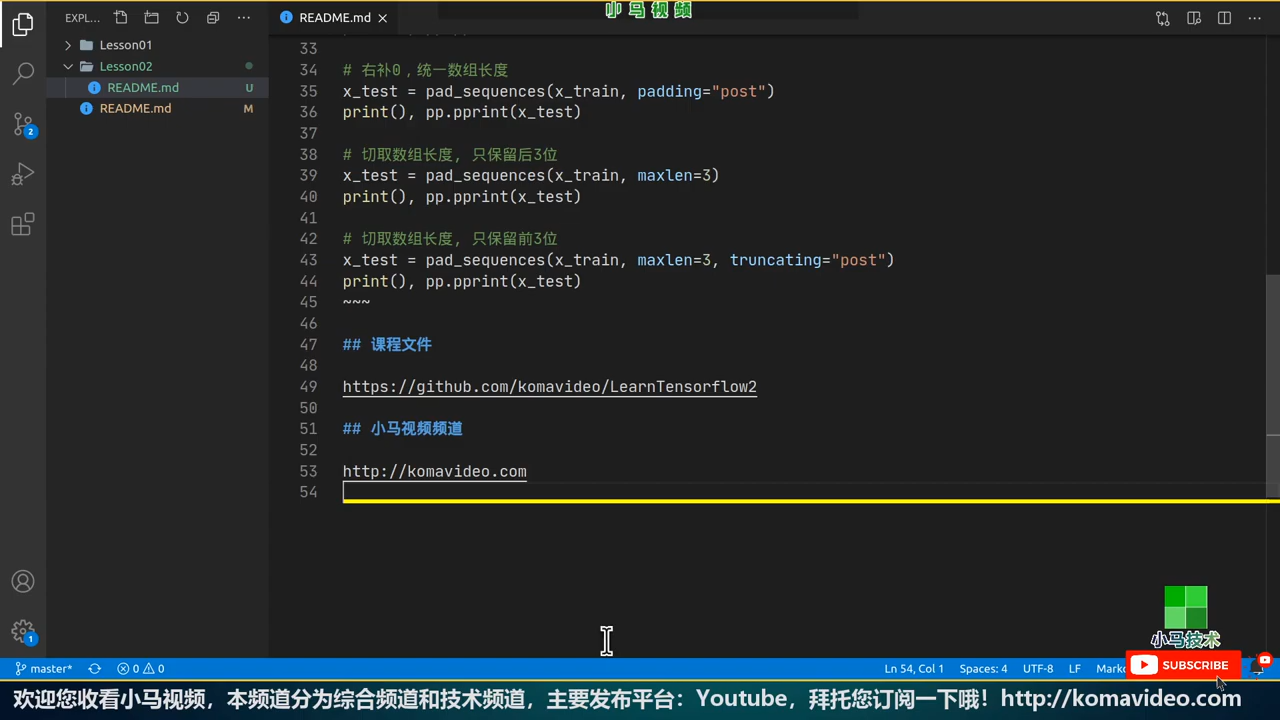 小马视频
EXPL...
README.md
Lesson01
Lesson02
README.md U
README.md M
33
34 # 右补0，统一数组长度
35 x_test = pad_sequences(x_train, padding="post")
36 print(), pp.pprint(x_test)
37
38 # 切取数组长度, 只保留后3位
39 x_test = pad_sequences(x_train, maxlen=3)
40 print(), pp.pprint(x_test)
41
42 # 切取数组长度, 只保留前3位
43 x_test = pad_sequences(x_train, maxlen=3, truncating="post")
44 print(), pp.pprint(x_test)
45 ~~~
46
47 ## 课程文件
48
49 https://github.com/komavideo/LearnTensorflow2
50
51 ## 小马视频频道
52
53 http://komavideo.com
54
2
1
小马技术
SUBSCRIBE
master* 0 0 Ln 54, Col 1 Spaces: 4 UTF-8 LF
欢迎您收看小马视频，本频道分为综合频道和技术频道，主要发布平台：Youtube，拜托您订阅一下哦！http://komavideo.com